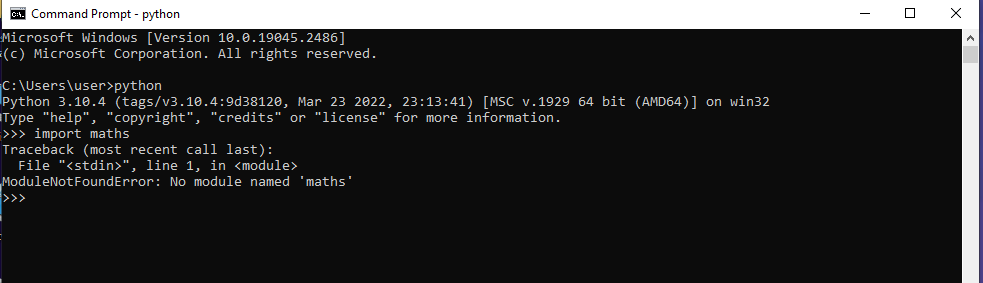 Command Prompt - python
Microsoft Windows [Version 10.0.19045.2486]
(c) Microsoft Corporation. All rights reserved.
C:\Users\user>python
Python 3.10.4 (tags/v3.10.4:9d38120, Mar 23 2022, 23:13:41) [MSC v.1929 64 bit (AMD64)] on win32
Type "help", "copyright", "credits" or "license" for more information.
>>> import maths
Traceback (most recent call last):
  File "<stdin>", line 1, in <module>
ModuleNotFoundError: No module named 'maths'
>>>